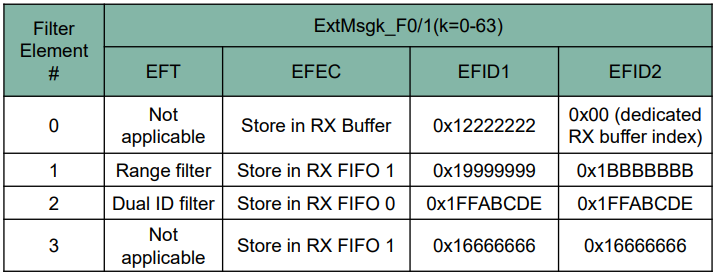 Filter Element #
ExtMsgk_F0/1(k=0-63)
EFT
EFEC
EFID1
EFID2
0
Not applicable
Store in RX Buffer
0x12222222
0x00 (dedicated RX buffer index)
1
Range filter
Store in RX FIFO 1
0x19999999
0x1BBBBBBB
2
Dual ID filter
Store in RX FIFO 0
0x1FFABCDE
0x1FFABCDE
3
Not applicable
Store in RX FIFO 1
0x16666666
0x16666666